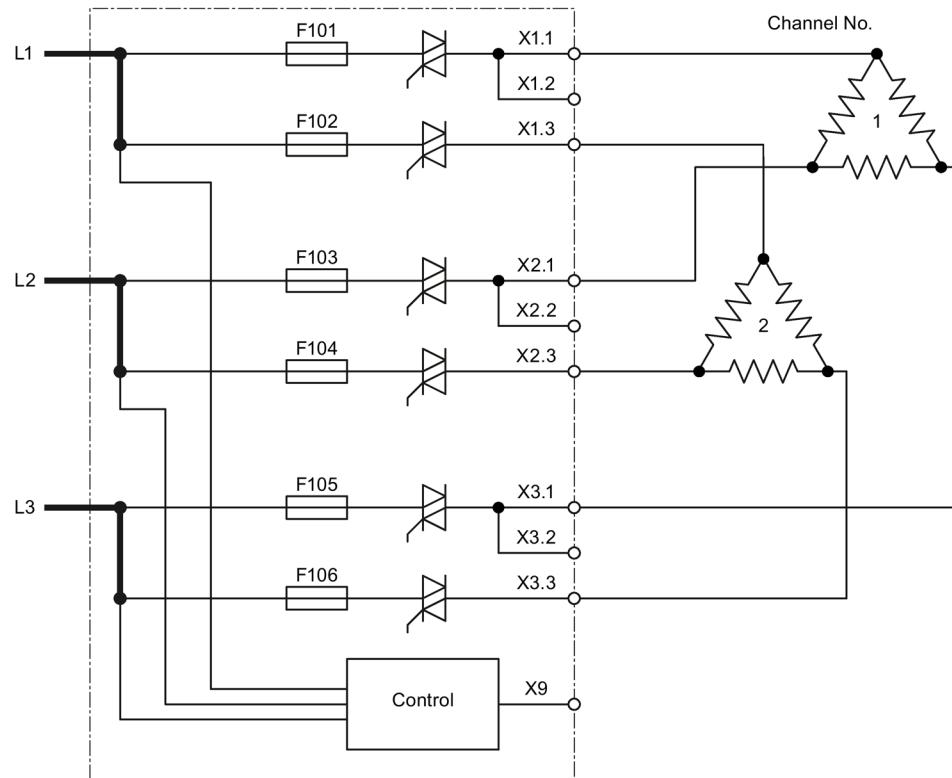 Channel No.
L1
F101
X1.1
X1.2
1
F102
X1.3
L2
F103
X2.1
X2.2
2
F104
X2.3
L3
F105
X3.1
X3.2
F106
X3.3
Control
X9